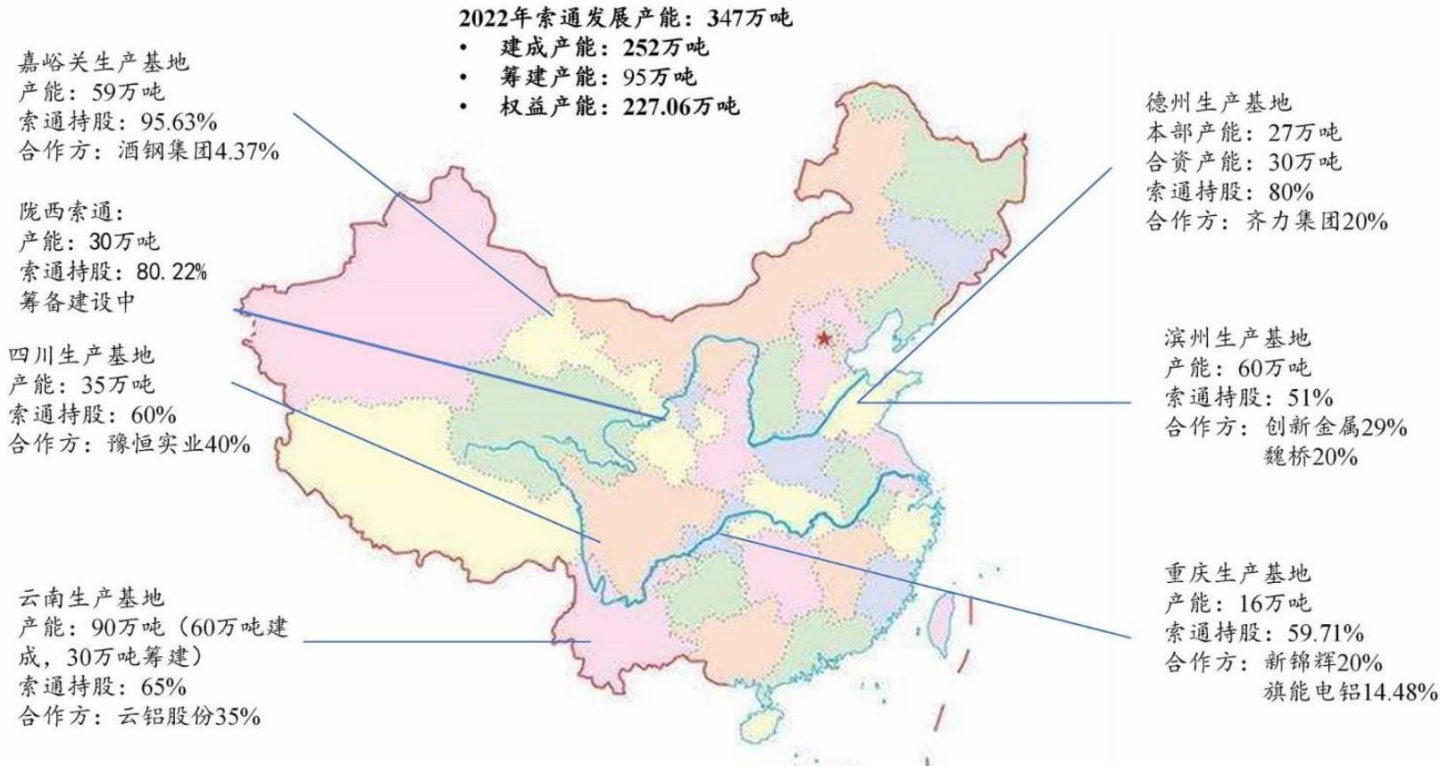 2022年索通发展产能：347万吨
• 建成产能：252万吨
• 筹建产能：95万吨
• 权益产能：227.06万吨
嘉峪关生产基地
产能：59万吨
索通持股：95.63%
合作方：酒钢集团4.37%
陇西索通：
产能：30万吨
索通持股：80.22%
筹备建设中
四川生产基地
产能：35万吨
索通持股：60%
合作方：豫恒实业40%
云南生产基地
产能：90万吨（60万吨建
成，30万吨筹建）
索通持股：65%
合作方：云铝股份35%
德州生产基地
本部产能：27万吨
合资产能：30万吨
索通持股：80%
合作方：齐力集团20%
滨州生产基地
产能：60万吨
索通持股：51%
合作方：创新金属29%
魏桥20%
重庆生产基地
产能：16万吨
索通持股：59.71%
合作方：新锦辉20%
旗能电铝14.48%